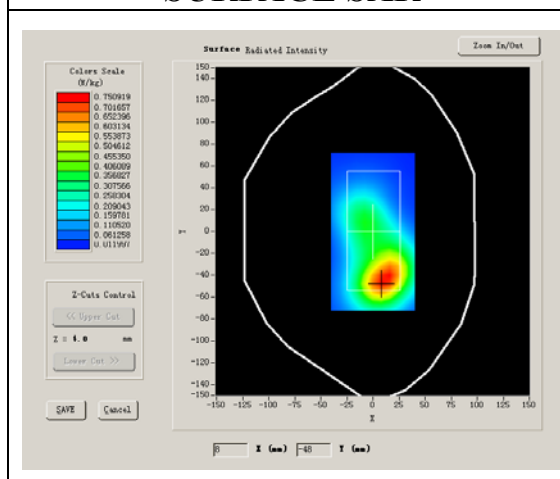 Surface Radiated Intensity
Zoom In/Out
Colors Scale
(W/kg)
0.750919
0.701657
0.652396
0.603134
0.553873
0.504612
0.455350
0.406089
0.356827
0.307566
0.258304
0.209043
0.159781
0.110520
0.061258
Z-Cuts Control
<< Upper Cut
Z = 4.0 mm
Lower Cut >>
SAVE
Cancel
150
140
120
100
80
60
40
20
0
-20
-40
-60
-80
-100
-120
-140
-150
Y
-150 -125 -100 -75 -50 -25 0 25 50 75 100 125 150
X
8 X (mm) -48 Y (mm)